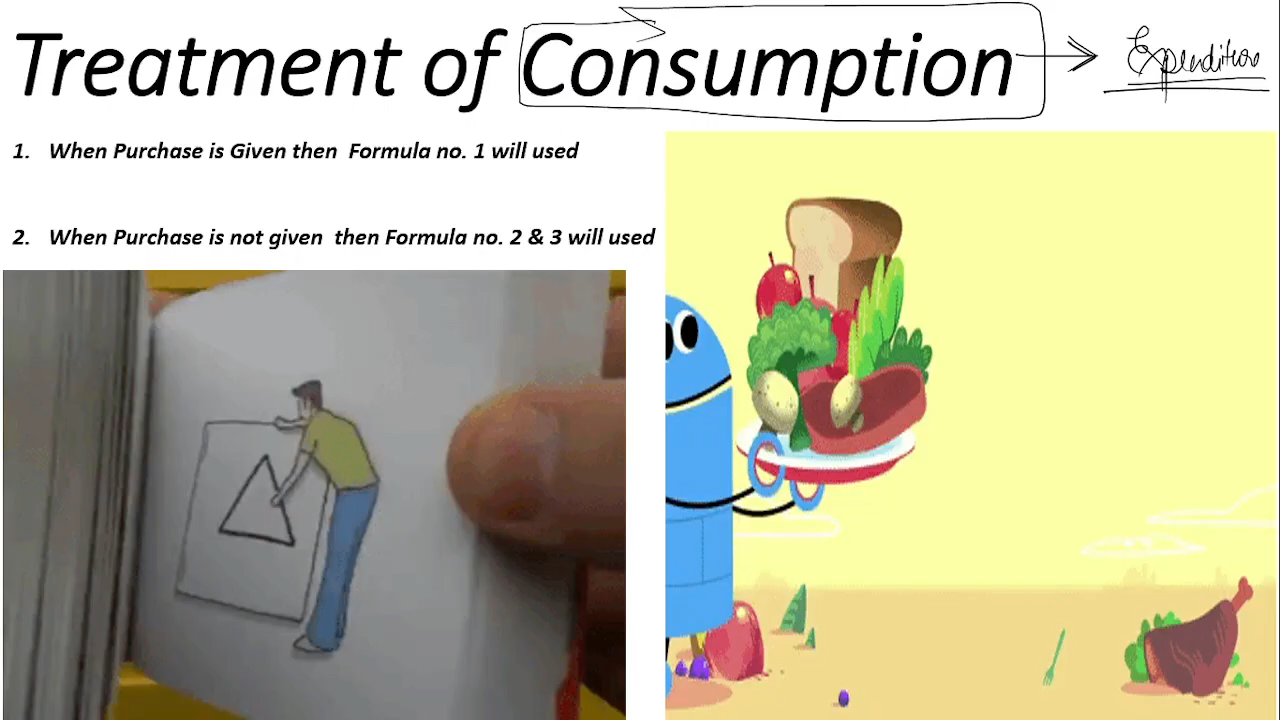 Treatment of Consumption
Expenditure
1. When Purchase is Given then Formula no. 1 will used
2. When Purchase is not given then Formula no. 2 & 3 will used